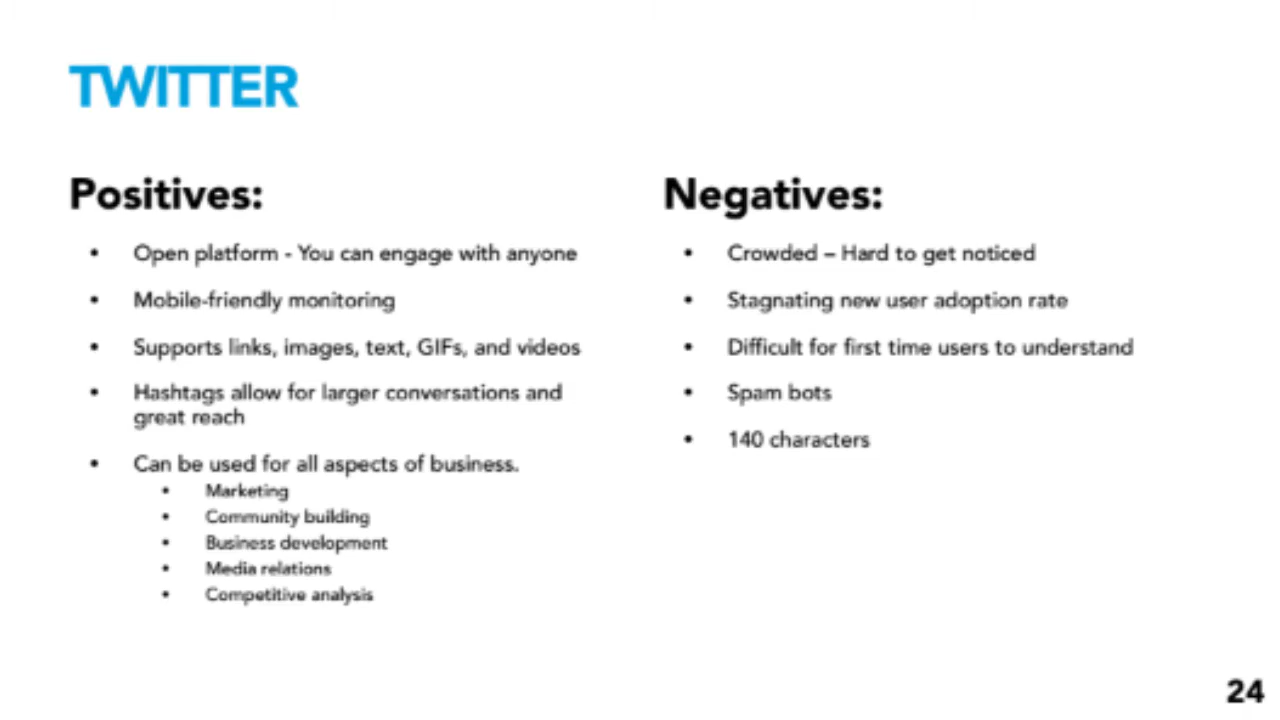 TWITTER
Positives:
• Open platform - You can engage with anyone
• Mobile-friendly monitoring
• Supports links, images, text, GIFs, and videos
• Hashtags allow for larger conversations and
great reach
• Can be used for all aspects of business.
• Marketing
• Community building
• Business development
• Media relations
• Competitive analysis
Negatives:
• Crowded – Hard to get noticed
• Stagnating new user adoption rate
• Difficult for first time users to understand
• Spam bots
• 140 characters
24